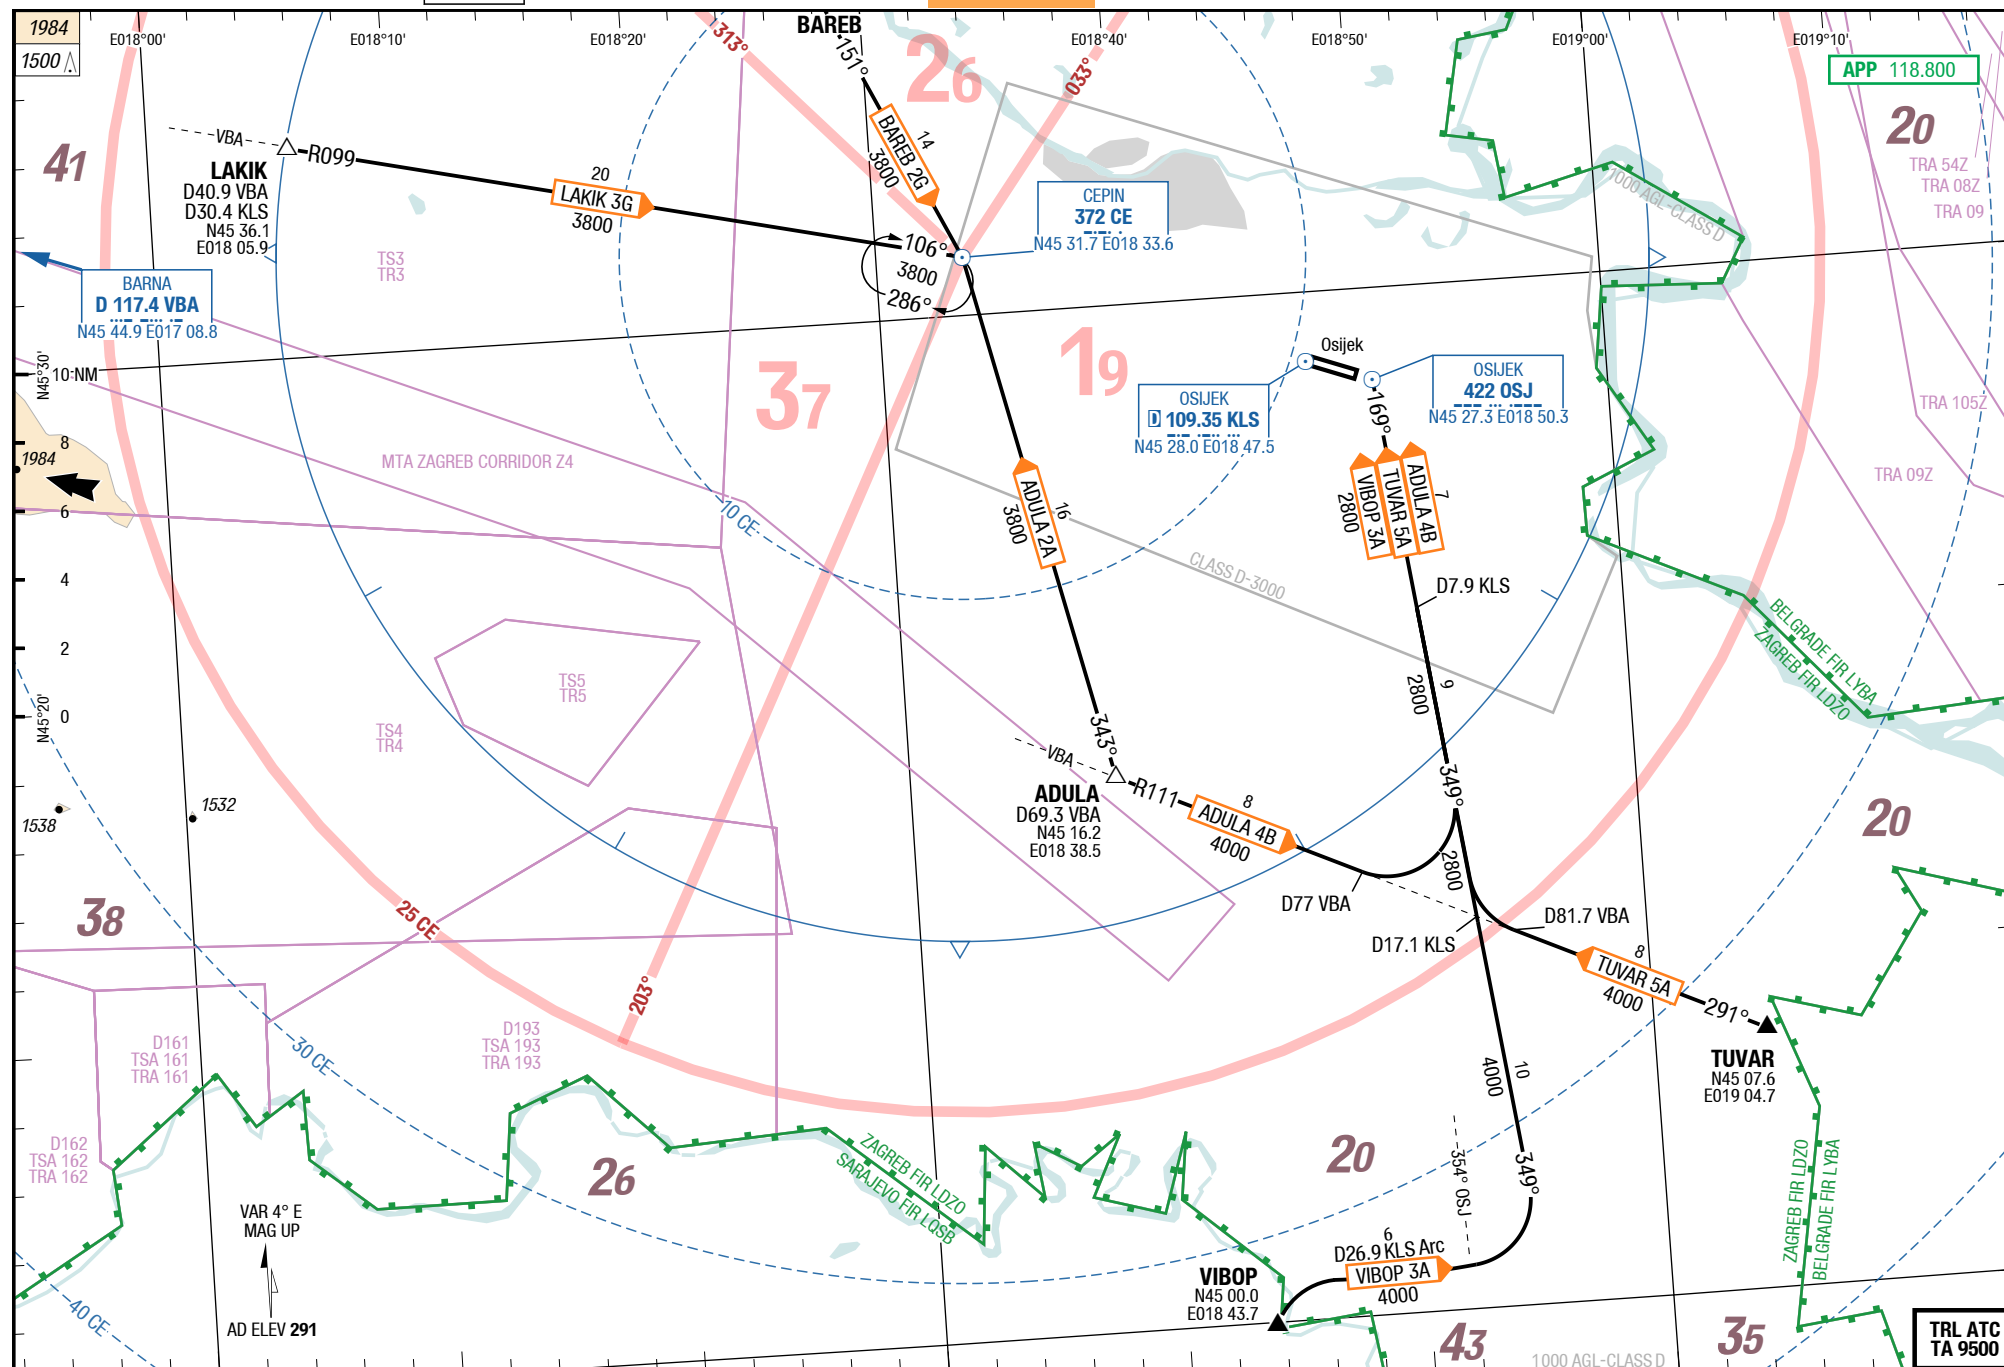 1984
1500
E018°00'
E018°10'
E018°20'
BAREB
E018°40'
E018°50'
E019°00'
E019°10'
APP 118.800
313°
151°
26
033°
20
41
VBA
R099
LAKIK
D40.9 VBA
D30.4 KLS
N45 36.1
E018 05.9
20
LAKIK 3G
3800
14
BAREB 2G
3800
CEPIN
372 CE
N45 31.7 E018 33.6
1000 AGL-CLASS D
TRA 54Z
TRA 08Z
TRA 09
TS3
TR3
106°
3800
286°
BARNA
D 117.4 VBA
N45 44.9 E017 08.8
N45°30'
10 NM
8
6
4
2
0
N45°20'
1984
37
19
Osijek
OSIJEK
D 109.35 KLS
N45 28.0 E018 47.5
OSIJEK
422 OSJ
N45 27.3 E018 50.3
169°
TRA 105Z
TRA 09Z
MTA ZAGREB CORRIDOR Z4
10 CE
16
ADULA 2A
3800
7
ADULA 4B
TUVAR 5A
VIBOP 3A
2800
CLASS D-3000
D7.9 KLS
BELGRADE FIR LYBA
ZAGREB FIR LDZO
TS5
TR5
TS4
TR4
9
2800
343°
VBA
R111
349°
ADULA
D69.3 VBA
N45 16.2
E018 38.5
8
ADULA 4B
4000
2800
20
1538
1532
38
25 CE
D77 VBA
D17.1 KLS
D81.7 VBA
8
TUVAR 5A
4000
291°
TUVAR
N45 07.6
E019 04.7
203°
30 CE
D161
TSA 161
TRA 161
D193
TSA 193
TRA 193
D162
TSA 162
TRA 162
10
4000
26
ZAGREB FIR LDZO
SARAJEVO FIR LQSB
20
354° OSJ
349°
ZAGREB FIR LDZO
BELGRADE FIR LYBA
VAR 4° E
MAG UP
AD ELEV 291
40 CE
VIBOP
N45 00.0
E018 43.7
6
D26.9 KLS Arc
VIBOP 3A
4000
43
35
1000 AGL-CLASS D
TRL ATC
TA 9500